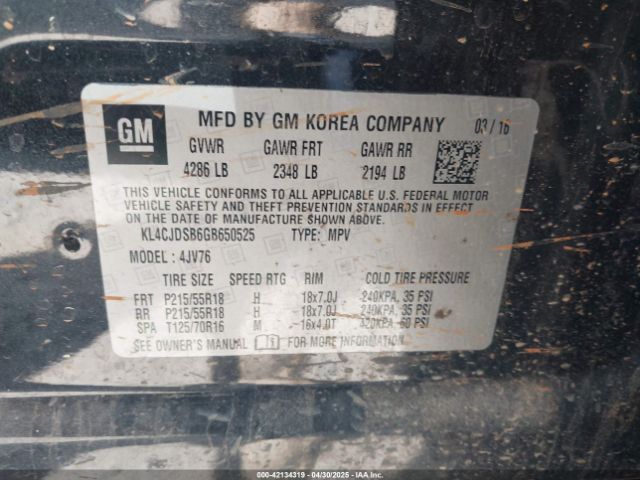 GM
MFD BY GM KOREA COMPANY 03/16
GVWR GAWR FRT GAWR RR
4286 LB 2348 LB 2194 LB
THIS VEHICLE CONFORMS TO ALL APPLICABLE U.S. FEDERAL MOTOR
VEHICLE SAFETY AND THEFT PREVENTION STANDARDS IN EFFECT
ON THE DATE OF MANUFACTURE SHOWN ABOVE.
KL4CJDSB6GB650525 TYPE: MPV
MODEL : 4JV76
TIRE SIZE SPEED RTG RIM COLD TIRE PRESSURE
FRT P215/55R18 H 18x7.0J 240KPA, 35 PSI
RR P215/55R18 H 18x7.0J 240KPA, 35 PSI
SPA T125/70R16 M 16x4.0T 420KPA, 60 PSI
SEE OWNER'S MANUAL FOR MORE INFORMATION
000-42134319 - 04/30/2025 - Copyright IAA, LLC